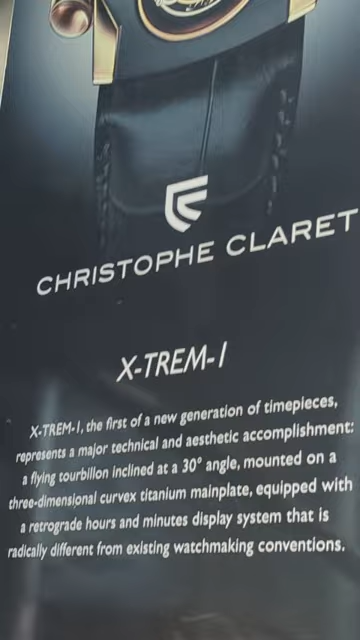 CHRISTOPHE CLARET
X-TREM-1
X-TREM-1, the first of a new generation of timepieces,
represents a major technical and aesthetic accomplishment:
a flying tourbillon inclined at a 30° angle, mounted on a
three-dimensional curvex titanium mainplate, equipped with
a retrograde hours and minutes display system that is
radically different from existing watchmaking conventions.